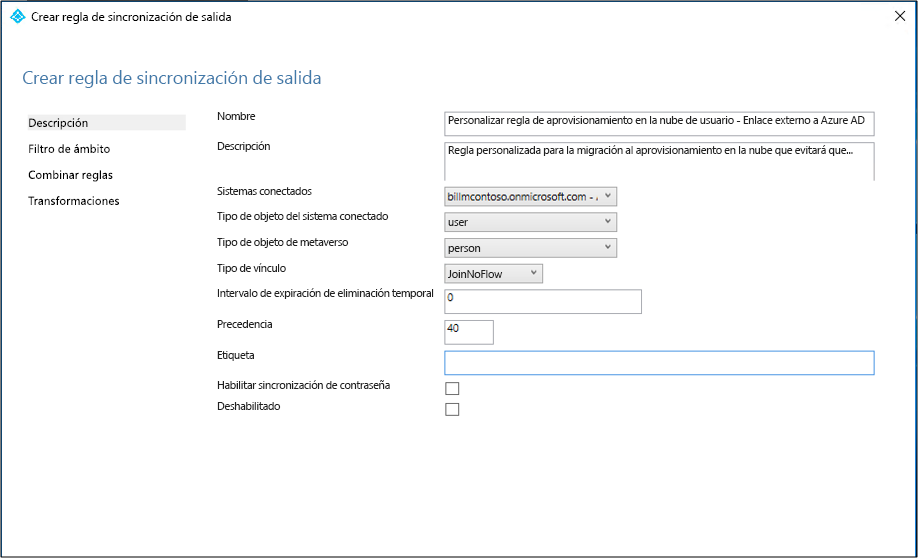 Crear regla de sincronización de salida
Crear regla de sincronización de salida
Descripción
Filtro de ámbito
Combinar reglas
Transformaciones
Nombre
Personalizar regla de aprovisionamiento en la nube de usuario - Enlace externo a Azure AD
Descripción
Regla personalizada para la migración al aprovisionamiento en la nube que evitará que...
Sistemas conectados
billmcontoso.onmicrosoft.com - .
Tipo de objeto del sistema conectado
user
Tipo de objeto de metaverso
person
Tipo de vínculo
JoinNoFlow
Intervalo de expiración de eliminación temporal
0
Precedencia
40
Etiqueta
Habilitar sincronización de contraseña
Deshabilitado